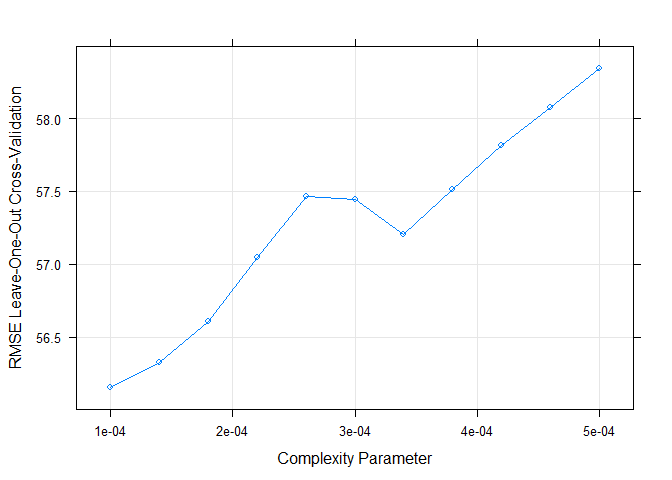 RMSE Leave-One-Out Cross-Validation
58.0
57.5
57.0
56.5
1e-04 2e-04 3e-04 4e-04 5e-04
Complexity Parameter